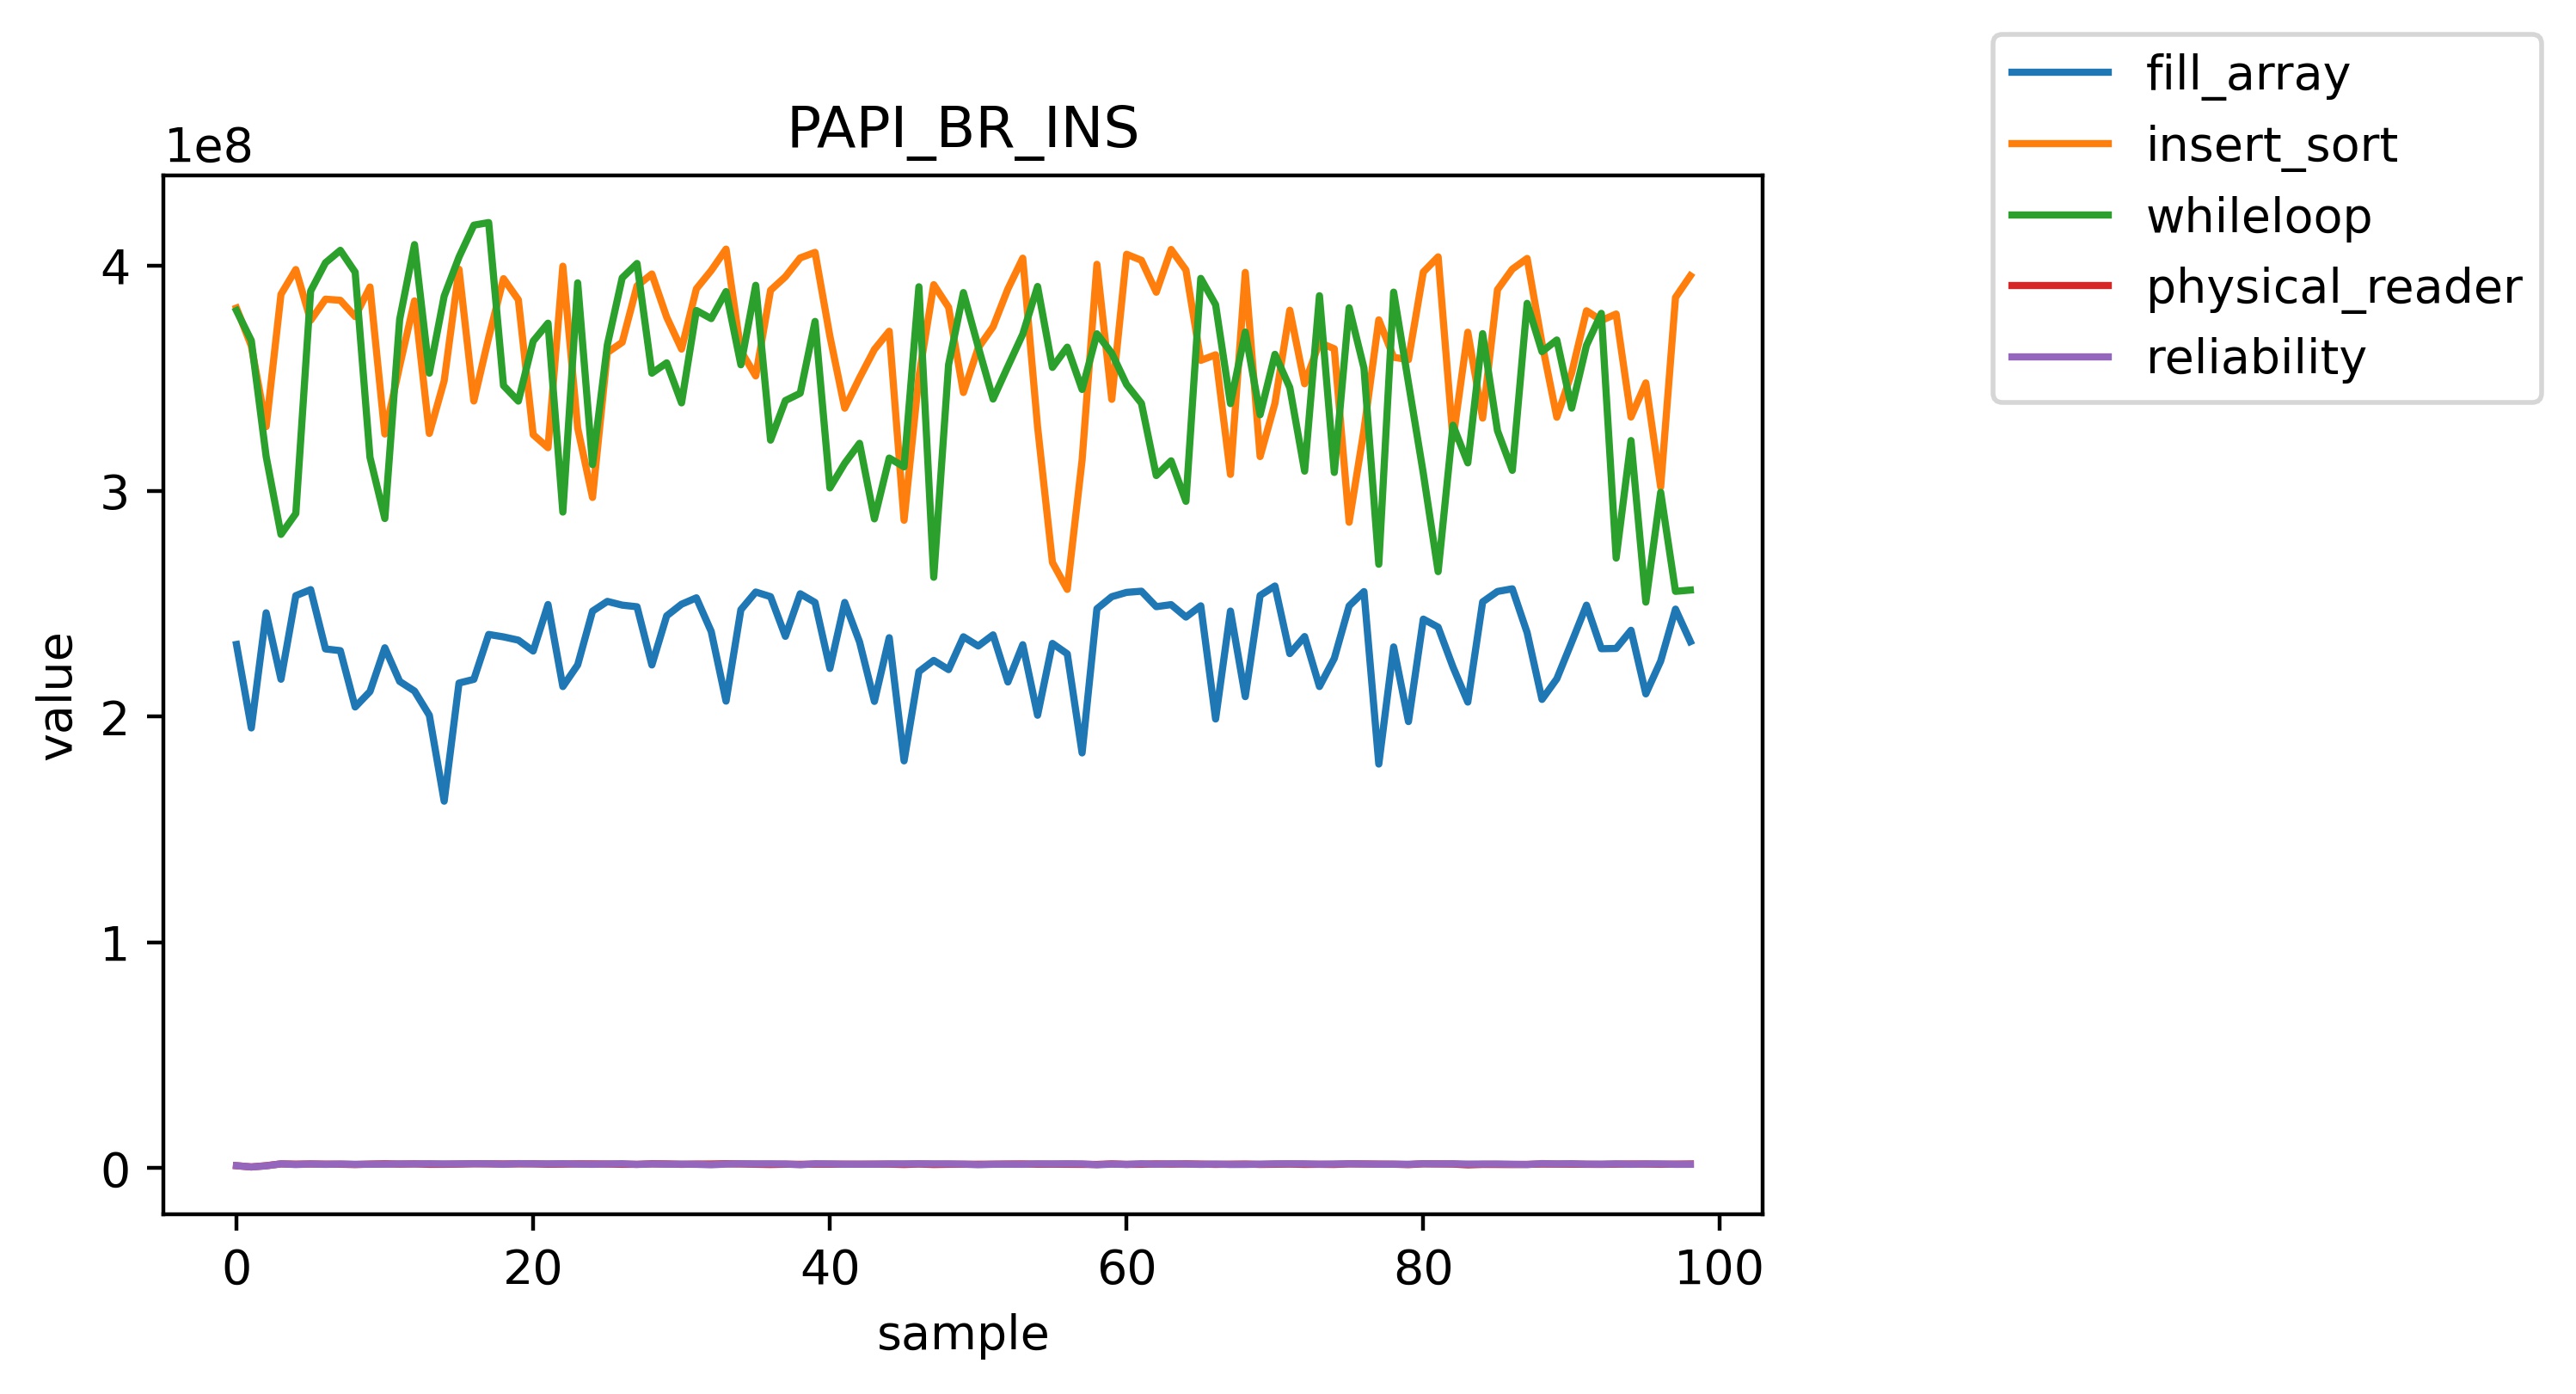 PAPI_BR_INS
1e8
fill_array
insert_sort
whileloop
physical_reader
reliability
value
4
3
2
1
0
0 20 40 60 80 100
sample